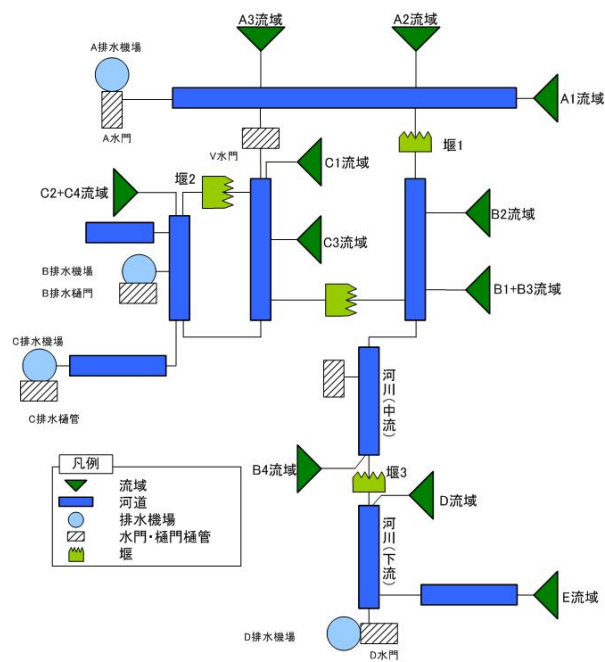 A3流域
A2流域
A排水機場
A1流域
A水門
V水門
堰1
C1流域
堰2
C2+C4流域
B2流域
C3流域
B排水機場
B排水樋門
B1+B3流域
C排水機場
C排水樋管
河川(中流)
凡例
流域
河道
排水機場
水門・樋門樋管
堰
B4流域
堰3
D流域
河川(下流)
E流域
D排水機場
D水門